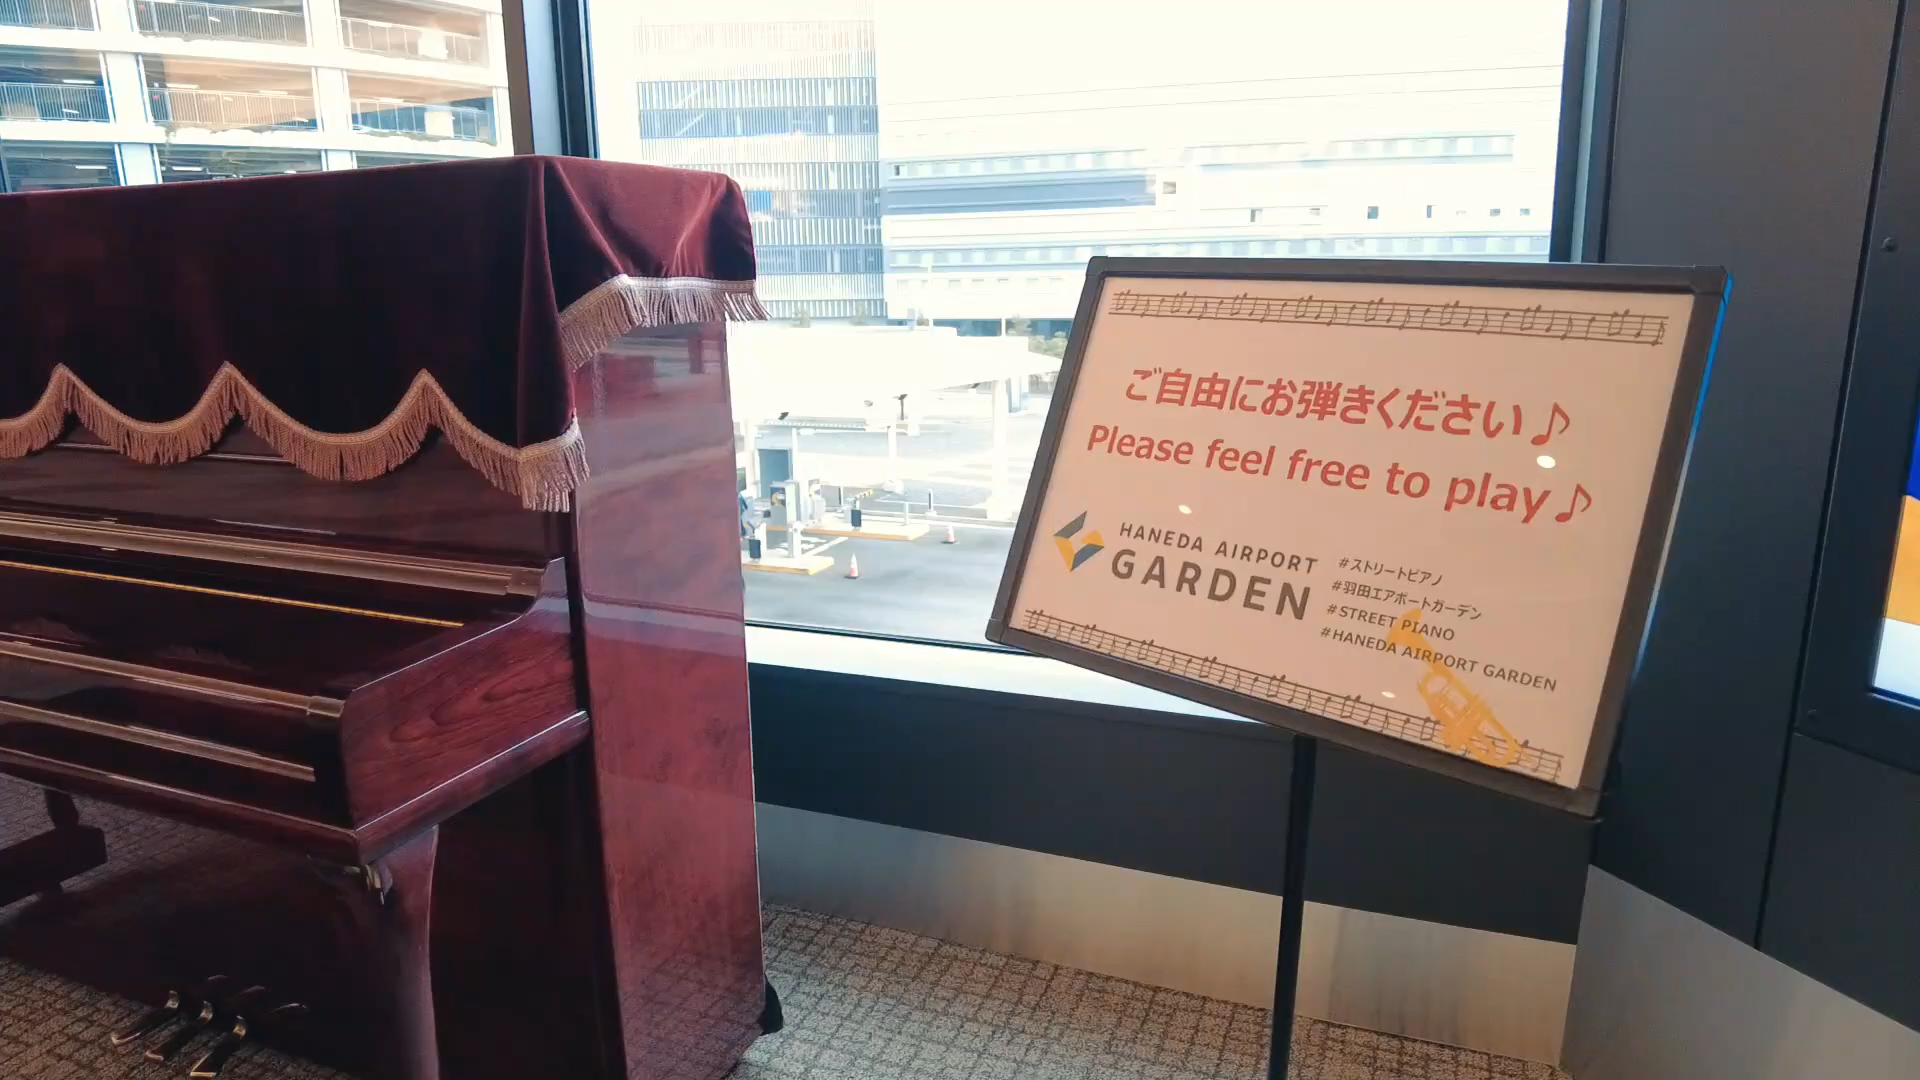 ご自由にお弾きください♪
Please feel free to play♪
HANEDA AIRPORT
GARDEN
#ストリートピアノ
#羽田エアポートガーデン
#STREET PIANO
#HANEDA AIRPORT GARDEN